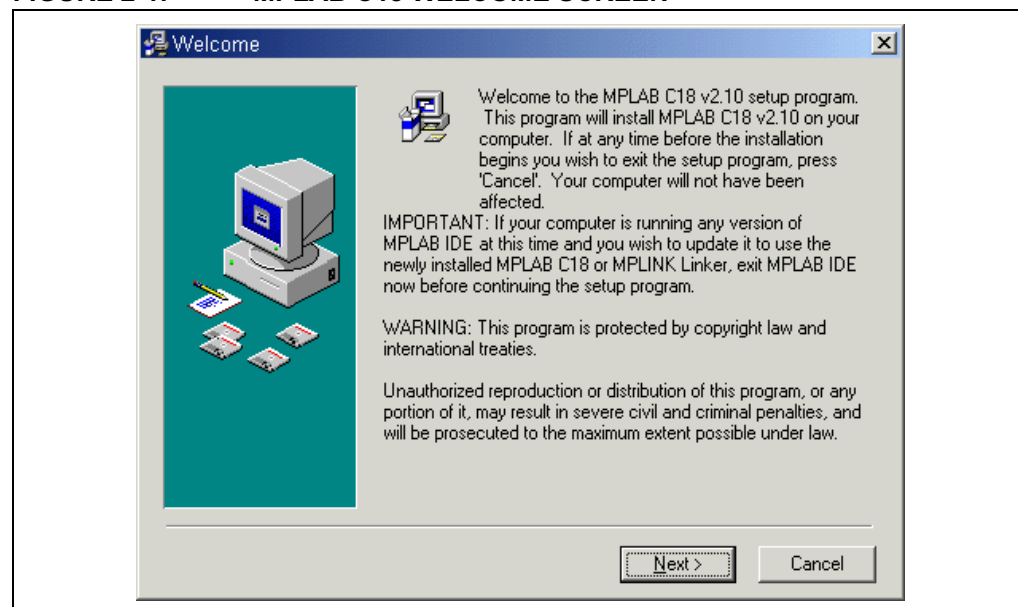 Welcome
Welcome to the MPLAB C18 v2.10 setup program.
This program will install MPLAB C18 v2.10 on your
computer. If at any time before the installation
begins you wish to exit the setup program, press
'Cancel'. Your computer will not have been
affected.
IMPORTANT: If your computer is running any version of
MPLAB IDE at this time and you wish to update it to use the
newly installed MPLAB C18 or MPLINK Linker, exit MPLAB IDE
now before continuing the setup program.
WARNING: This program is protected by copyright law and
international treaties.
Unauthorized reproduction or distribution of this program, or any
portion of it, may result in severe civil and criminal penalties, and
will be prosecuted to the maximum extent possible under law.
Next >
Cancel